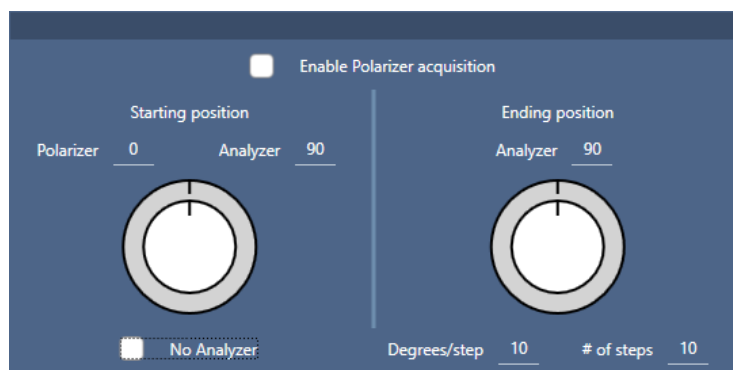 Enable Polarizer acquisition
Starting position
Polarizer 0 Analyzer 90
No Analyzer
Ending position
Analyzer 90
Degrees/step 10 # of steps 10